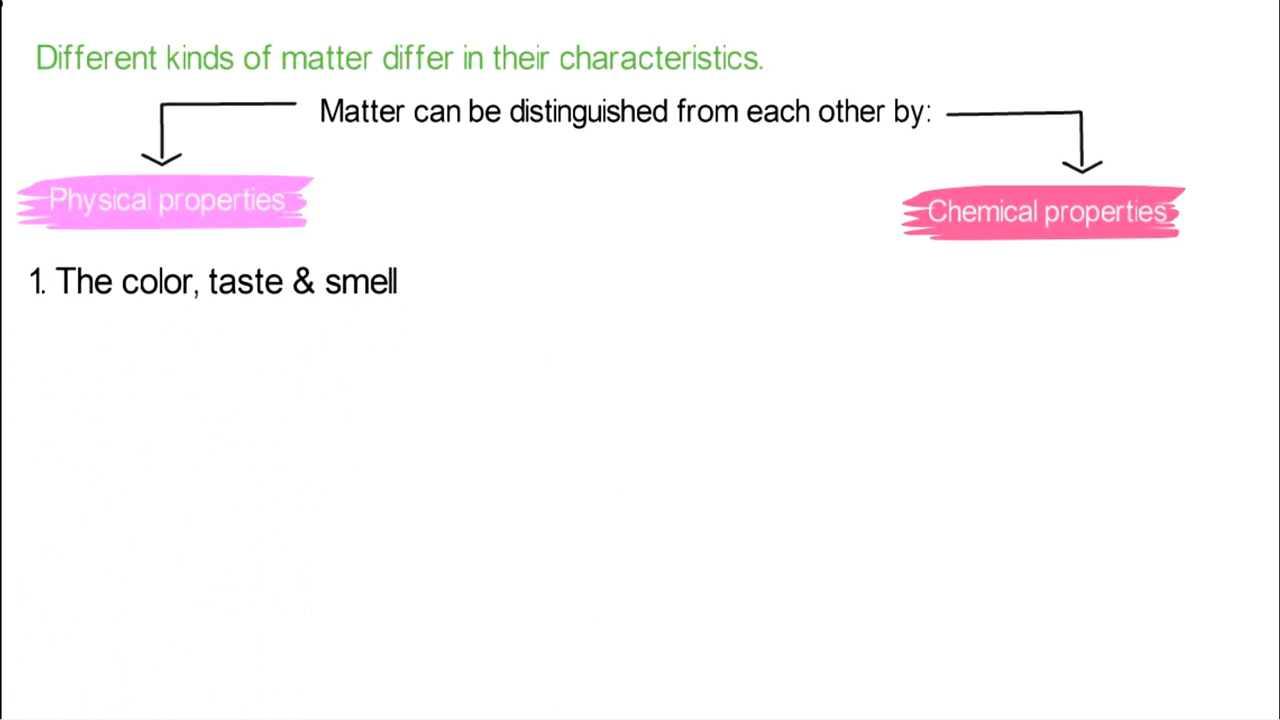 Different kinds of matter differ in their characteristics.
Matter can be distinguished from each other by:
Physical properties
Chemical properties
1. The color, taste & smell